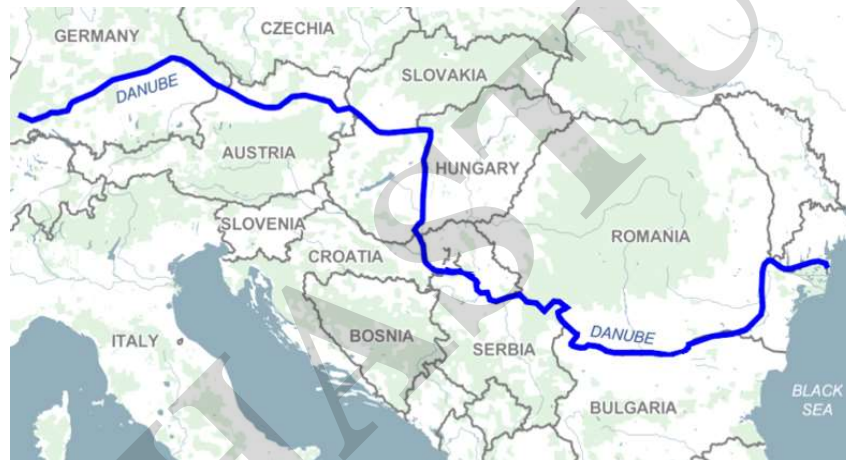 GERMANY
CZECHIA
DANUBE
SLOVAKIA
AUSTRIA
HUNGARY
SLOVENIA
CROATIA
ROMANIA
ITALY
BOSNIA
SERBIA
DANUBE
BULGARIA
BLACK
SEA